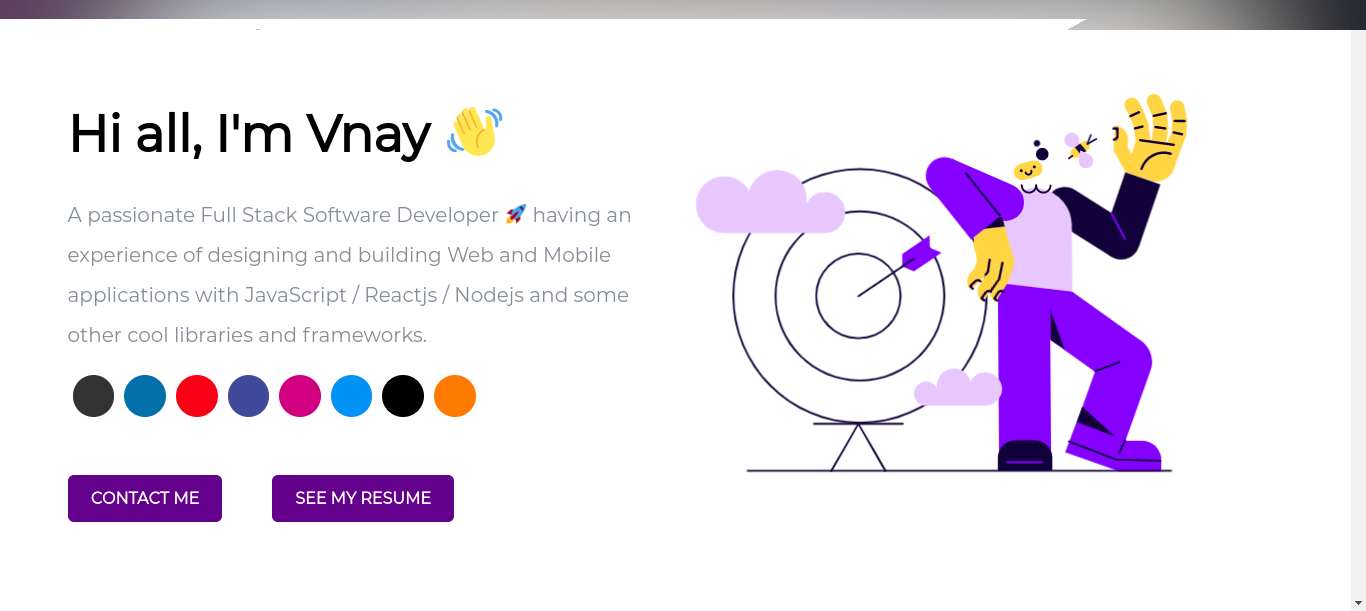 Hi all, I'm Vnay 👋
A passionate Full Stack Software Developer 🚀 having an
experience of designing and building Web and Mobile
applications with JavaScript / Reactjs / Nodejs and some
other cool libraries and frameworks.
CONTACT ME
SEE MY RESUME